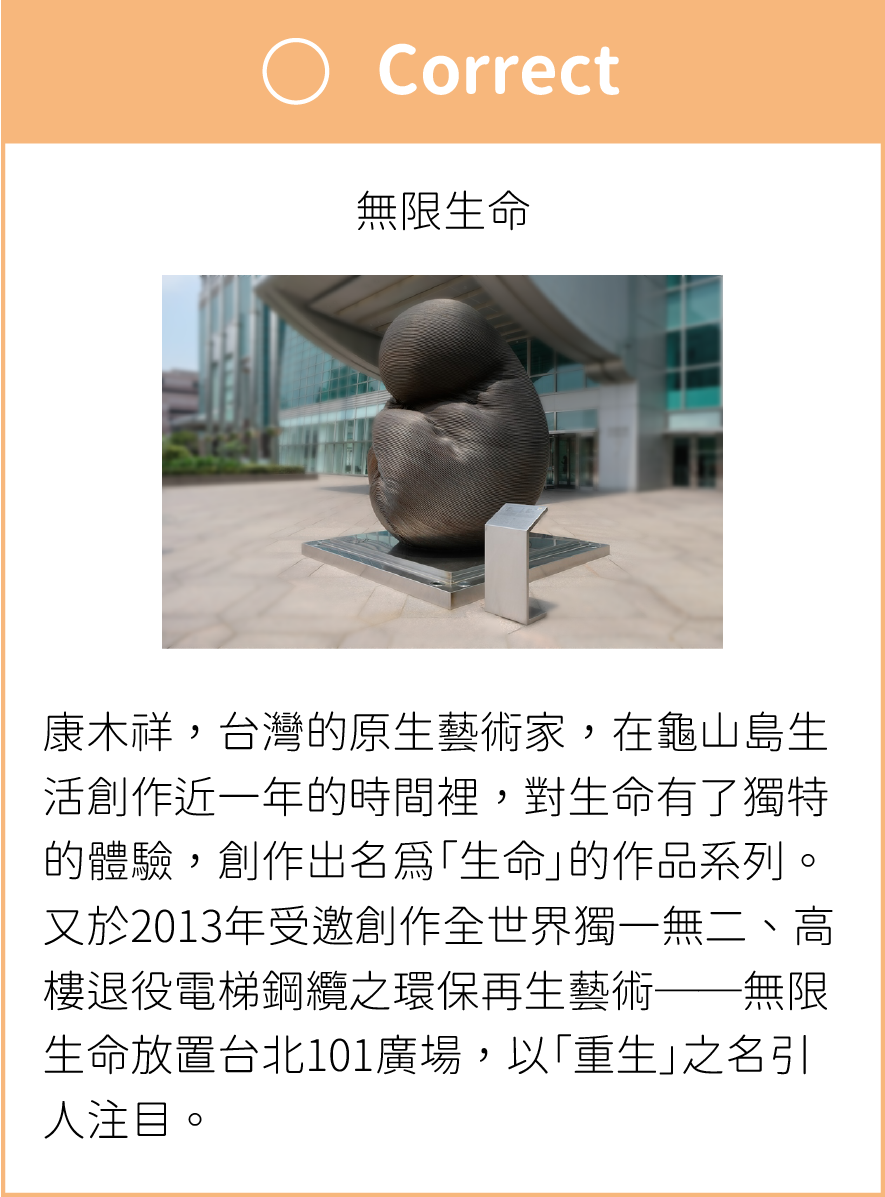 ○ Correct
無限生命
康木祥，台灣的原生藝術家，在龜山島生
活創作近一年的時間裡，對生命有了獨特
的體驗，創作出名為「生命」的作品系列。
又於2013年受邀創作全世界獨一無二、高
樓退役電梯鋼纜之環保再生藝術——無限
生命放置台北101廣場，以「重生」之名引
人注目。